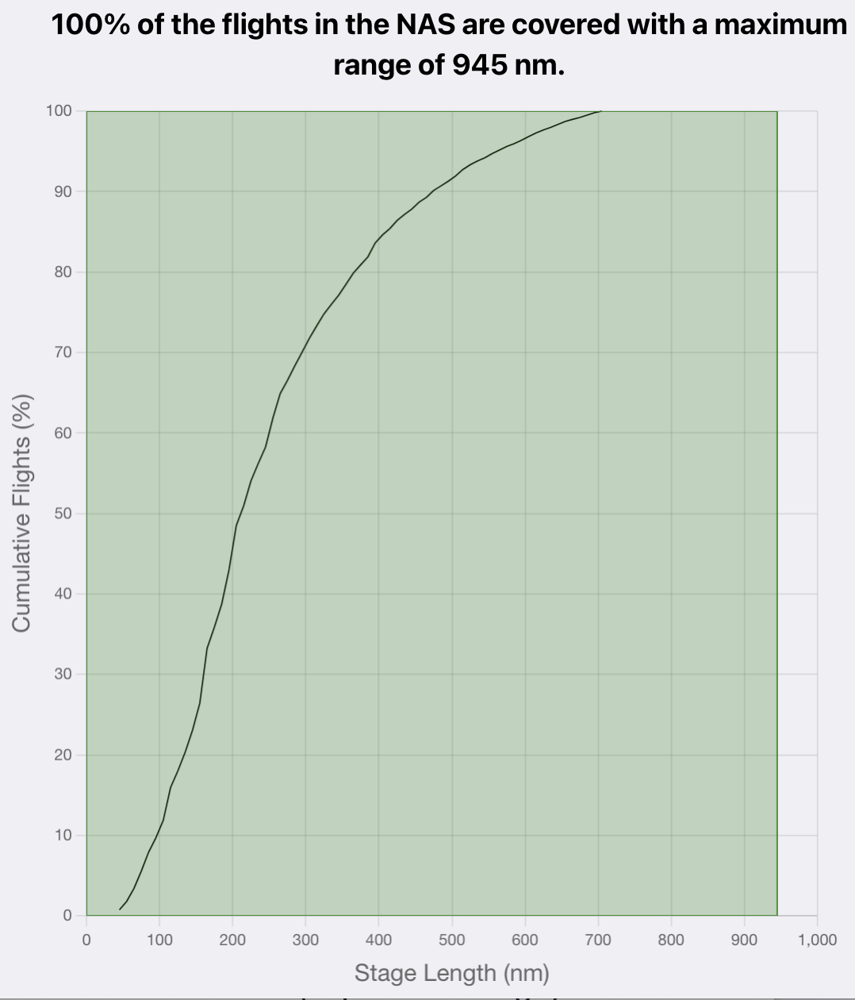 100% of the flights in the NAS are covered with a maximum
range of 945 nm.
100
90
80
70
60
50
40
30
20
10
0
Cumulative Flights (%)
0 100 200 300 400 500 600 700 800 900 1,000
Stage Length (nm)